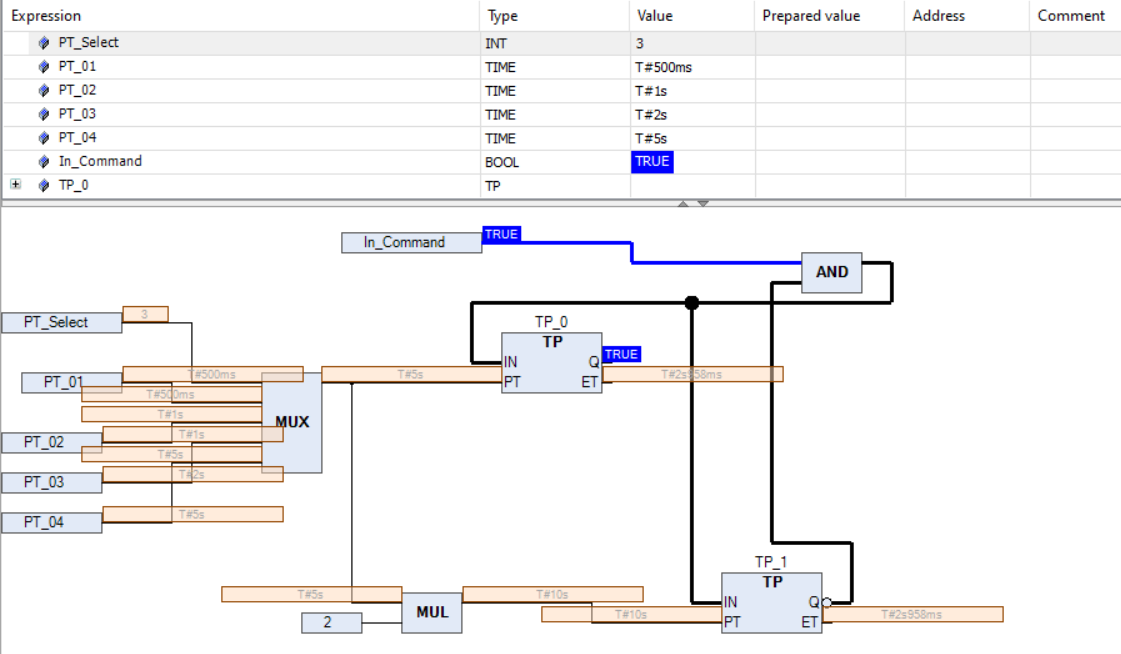 Expression Type Value Prepared value Address Comment
PT_Select INT 3
PT_01 TIME T#500ms
PT_02 TIME T#1s
PT_03 TIME T#2s
PT_04 TIME T#5s
In_Command BOOL TRUE
TP_0 TP
In_Command TRUE
AND
PT_Select 3
TP_0
TP
IN Q TRUE
PT_01 T#500ms T#5s PT ET T#2s958ms
T#500ms
T#1s
MUX
PT_02 T#1s
T#5s
PT_03 T#2s
PT_04 T#5s
TP_1
TP
T#5s T#10s
IN Q
MUL
2 T#10s PT ET T#2s958ms